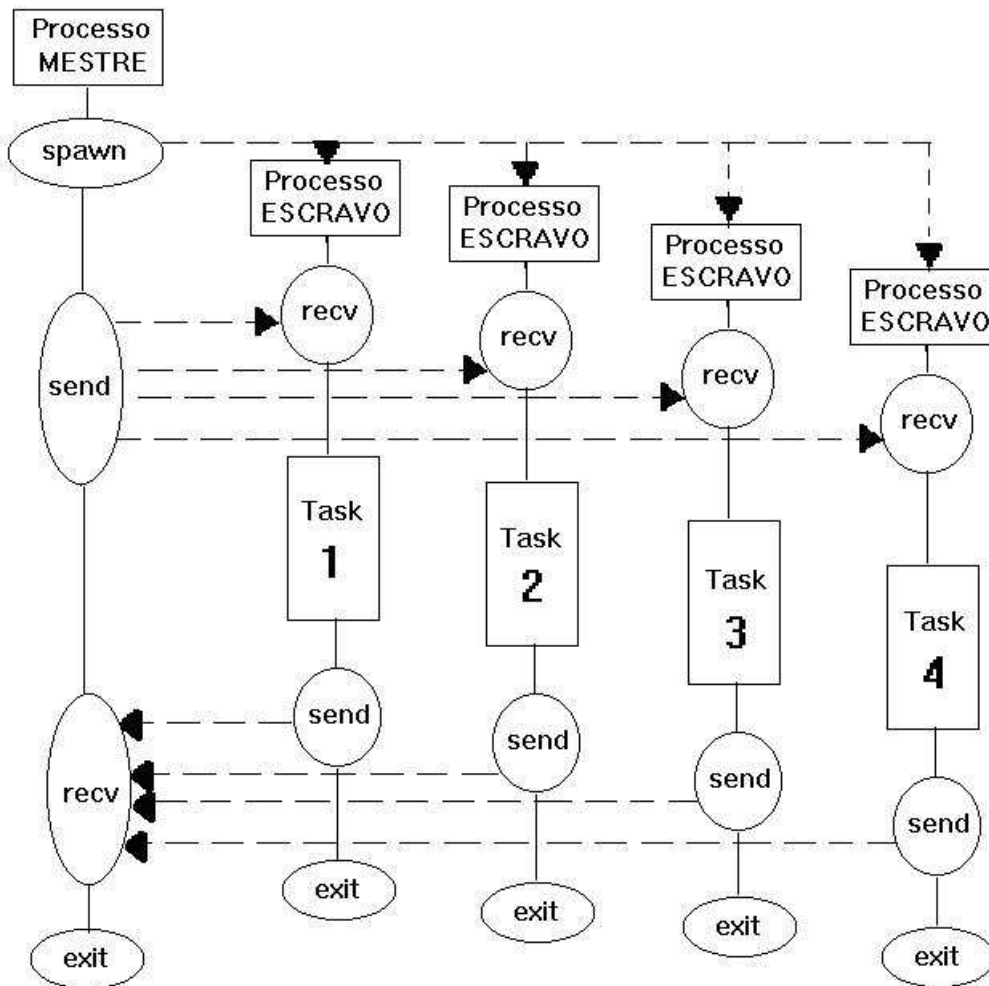 Processo
MESTRE
spawn
Processo
ESCRAVO
Processo
ESCRAVO
Processo
ESCRAVO
Processo
ESCRAVO
send
recv
recv
recv
recv
Task
1
Task
2
Task
3
Task
4
recv
send
send
send
send
exit
exit
exit
exit
exit